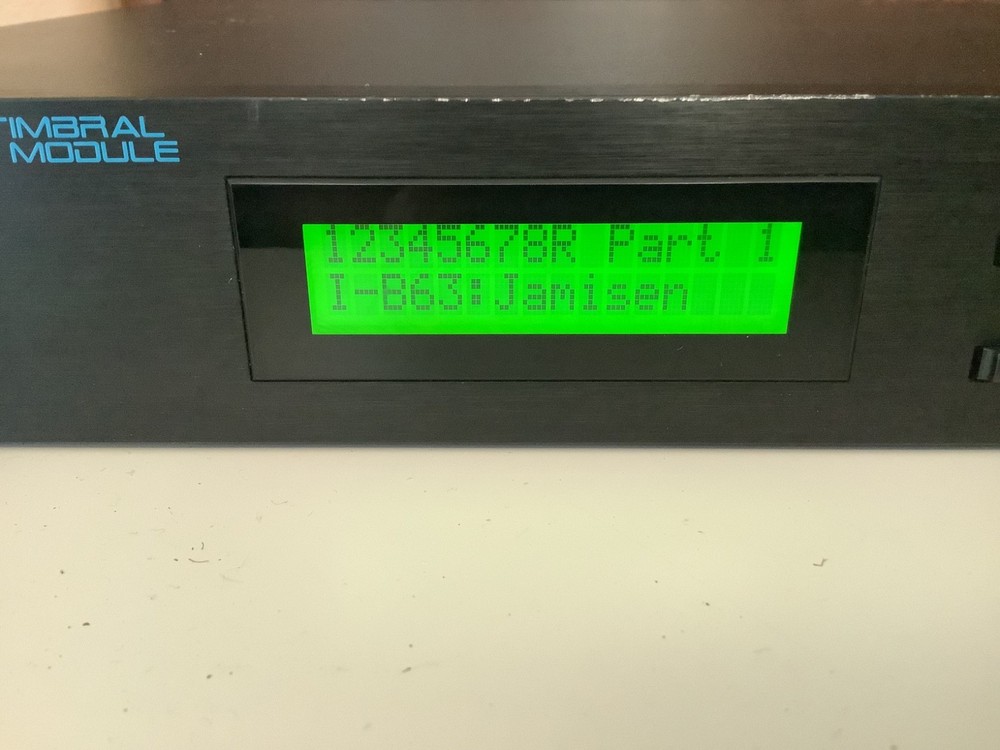 TIMBRAL
MODULE
12345678R Part 1
I-B63:Jamisen